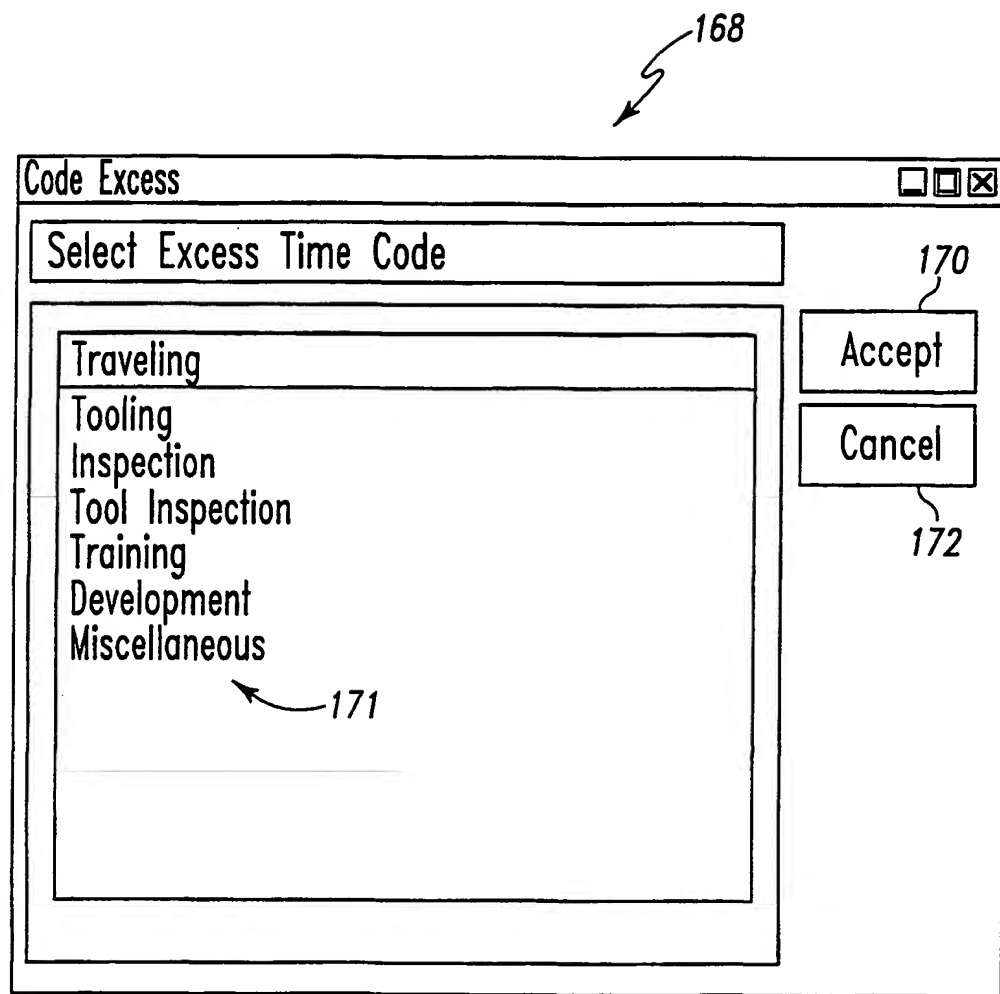 168
Code Excess
Select Excess Time Code
170
Traveling
Accept
Tooling
Cancel
Inspection
Tool Inspection
172
Training
Development
Miscellaneous
171